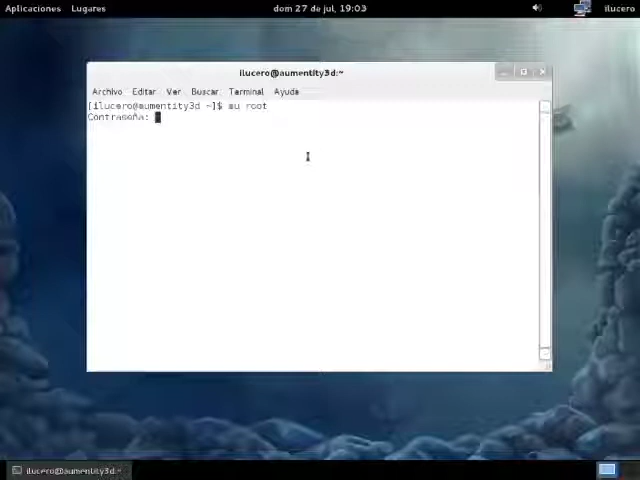 Aplicaciones Lugares dom 27 de jul, 19:03 ilucero
ilucero@aumentity3d:~
Archivo Editar Ver Buscar Terminal Ayuda
[ilucero@aumentity3d ~]$ su root
Contraseña:
ilucero@aumentity3d:~